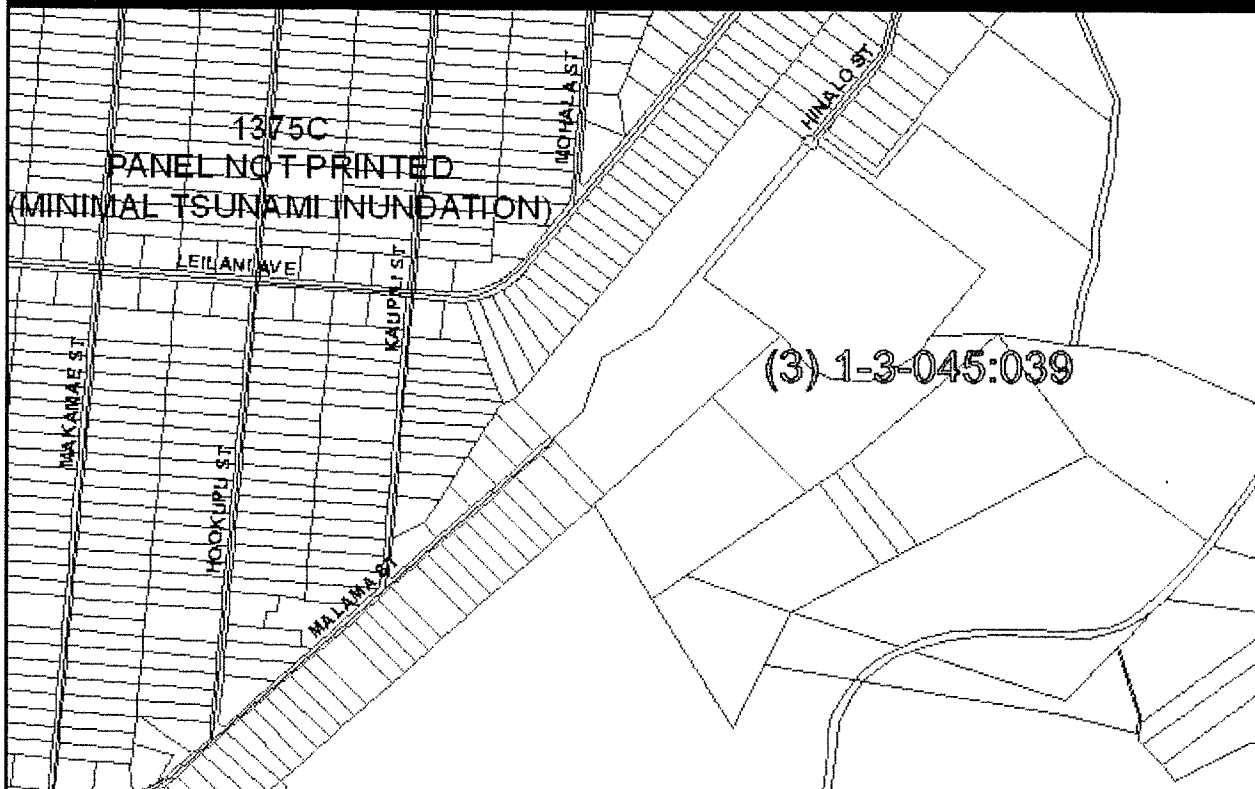 1375C
PANEL NOT PRINTED
(MINIMAL TSUNAMI INUNDATION)
MOHALA ST
HINALO ST
LEILANI AVE
KAUPILI ST
(3) 1-3-045:039
MAKAMAE ST
HOOKUPU ST
MALAMA ST